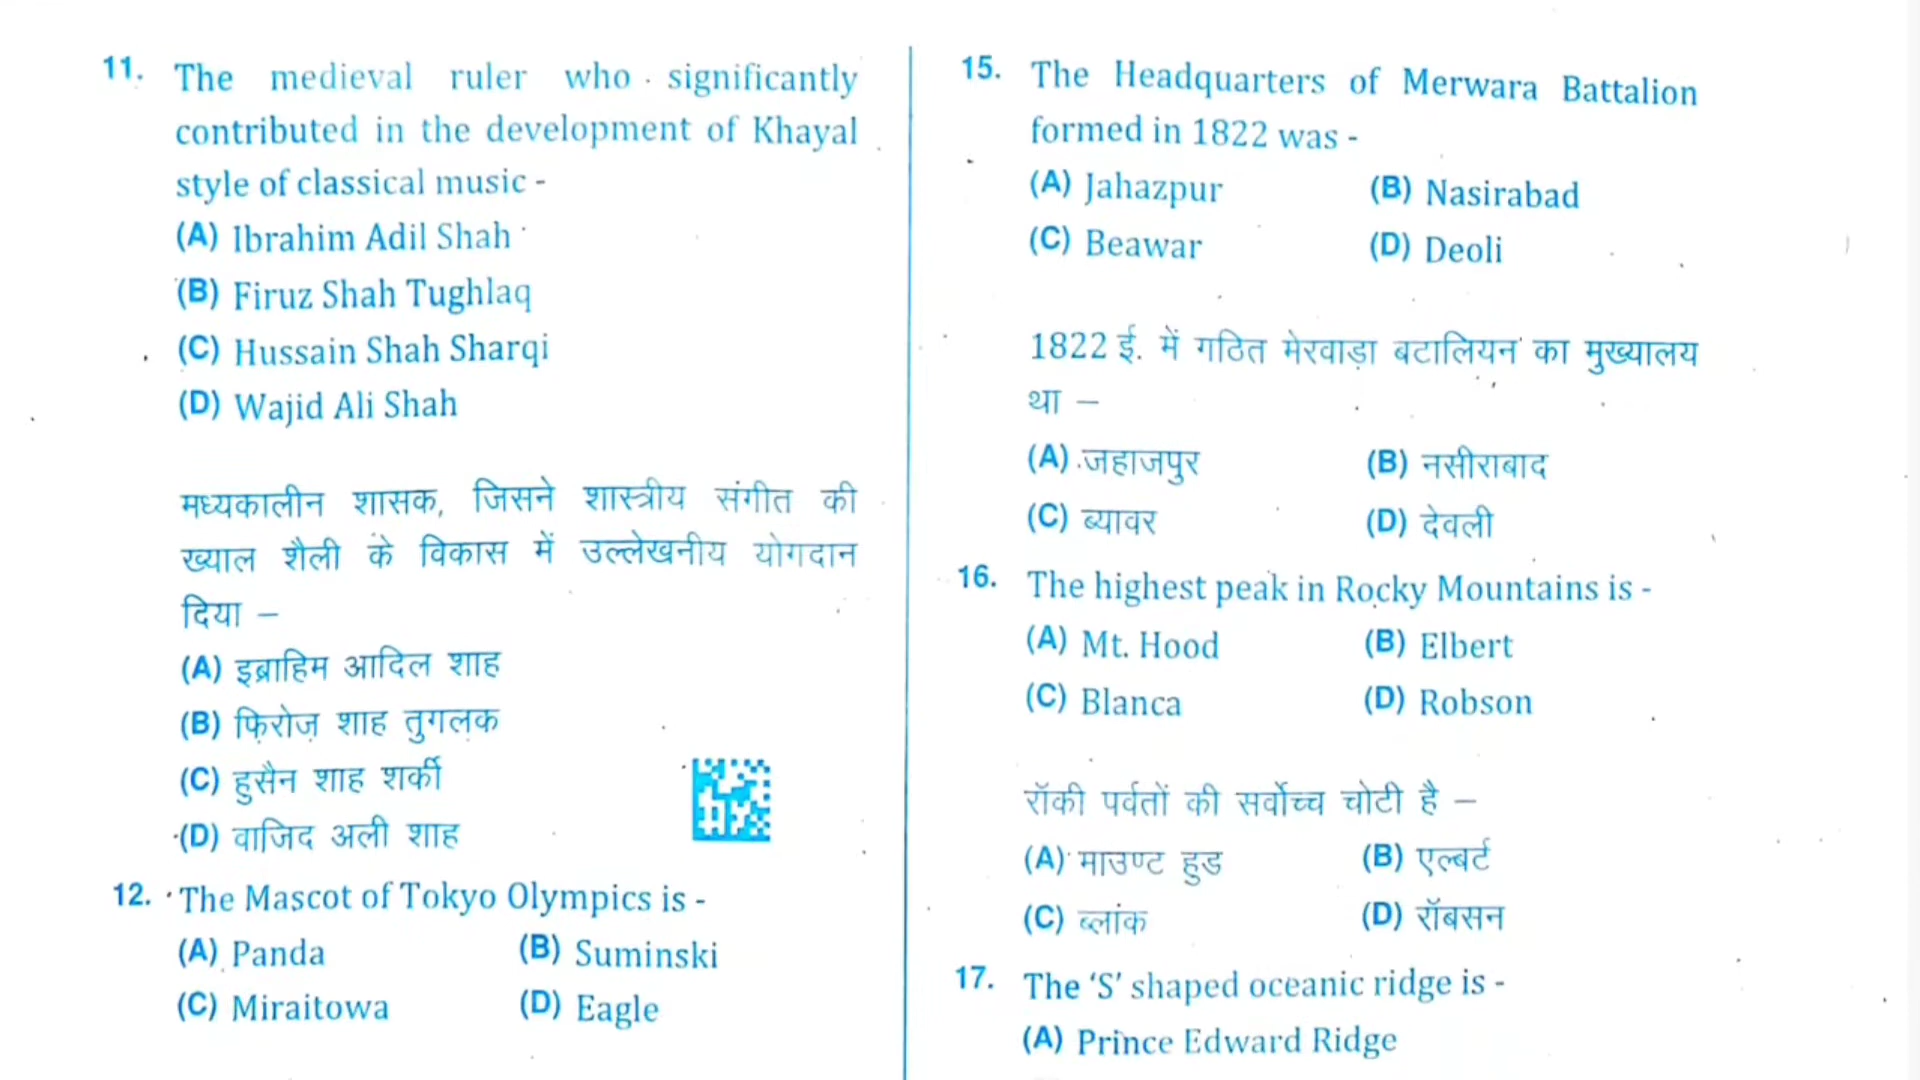 11. The medieval ruler who significantly
contributed in the development of Khayal
style of classical music -
(A) Ibrahim Adil Shah
(B) Firuz Shah Tughlaq
(C) Hussain Shah Sharqi
(D) Wajid Ali Shah
मध्यकालीन शासक, जिसने शास्त्रीय संगीत की
ख्याल शैली के विकास में उल्लेखनीय योगदान
दिया –
(A) इब्राहिम आदिल शाह
(B) फ़िरोज़ शाह तुगलक
(C) हुसैन शाह शर्की
(D) वाजिद अली शाह
12. The Mascot of Tokyo Olympics is -
(A) Panda (B) Suminski
(C) Miraitowa (D) Eagle
15. The Headquarters of Merwara Battalion
formed in 1822 was -
(A) Jahazpur (B) Nasirabad
(C) Beawar (D) Deoli
1822 ई. में गठित मेरवाड़ा बटालियन का मुख्यालय
था –
(A) जहाजपुर (B) नसीराबाद
(C) ब्यावर (D) देवली
16. The highest peak in Rocky Mountains is -
(A) Mt. Hood (B) Elbert
(C) Blanca (D) Robson
रॉकी पर्वतों की सर्वोच्च चोटी है –
(A) माउण्ट हुड (B) एल्बर्ट
(C) ब्लांक (D) रॉबसन
17. The ‘S’ shaped oceanic ridge is -
(A) Prince Edward Ridge